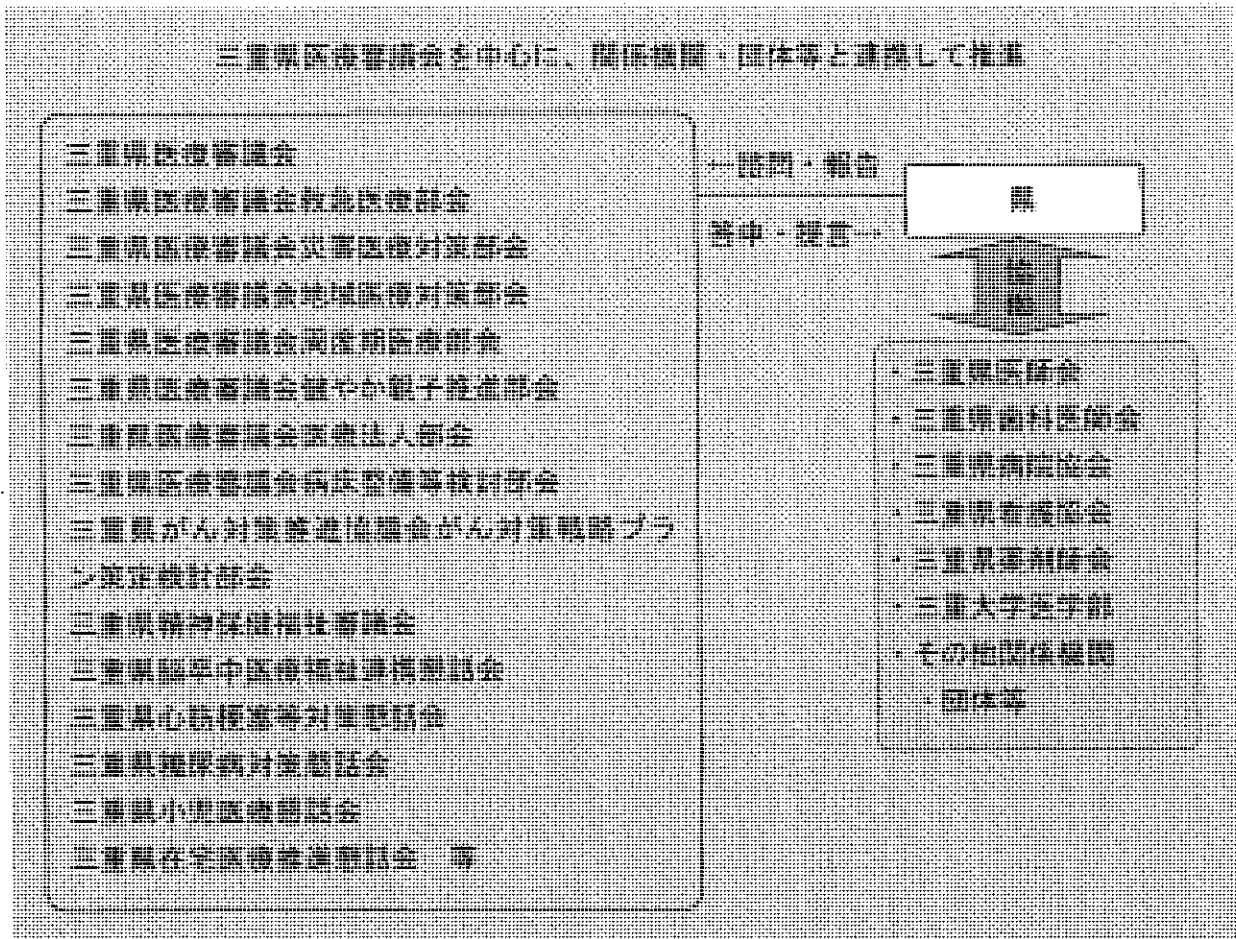 三重県医療審議会を中心に、関係機関・団体等と連携して推進
三重県医療審議会
三重県医療審議会救急医療部会
三重県医療審議会災害医療対策部会
三重県医療審議会地域医療対策部会
三重県医療審議会周産期医療部会
三重県医療審議会健やか親子推進部会
三重県医療審議会医療法人部会
三重県医療審議会病床整備等検討部会
三重県がん対策推進協議会がん対策戦略プラ
ン策定検討部会
三重県精神保健福祉審議会
三重県脳卒中医療福祉連携懇話会
三重県心筋梗塞等対策懇話会
三重県糖尿病対策懇話会
三重県小児医療懇話会
三重県在宅医療推進懇話会　等
←諮問・報告
答申・提言→
県
協
働
・三重県医師会
・三重県歯科医師会
・三重県病院協会
・三重県看護協会
・三重県薬剤師会
・三重大学医学部
・その他関係機関
・団体等